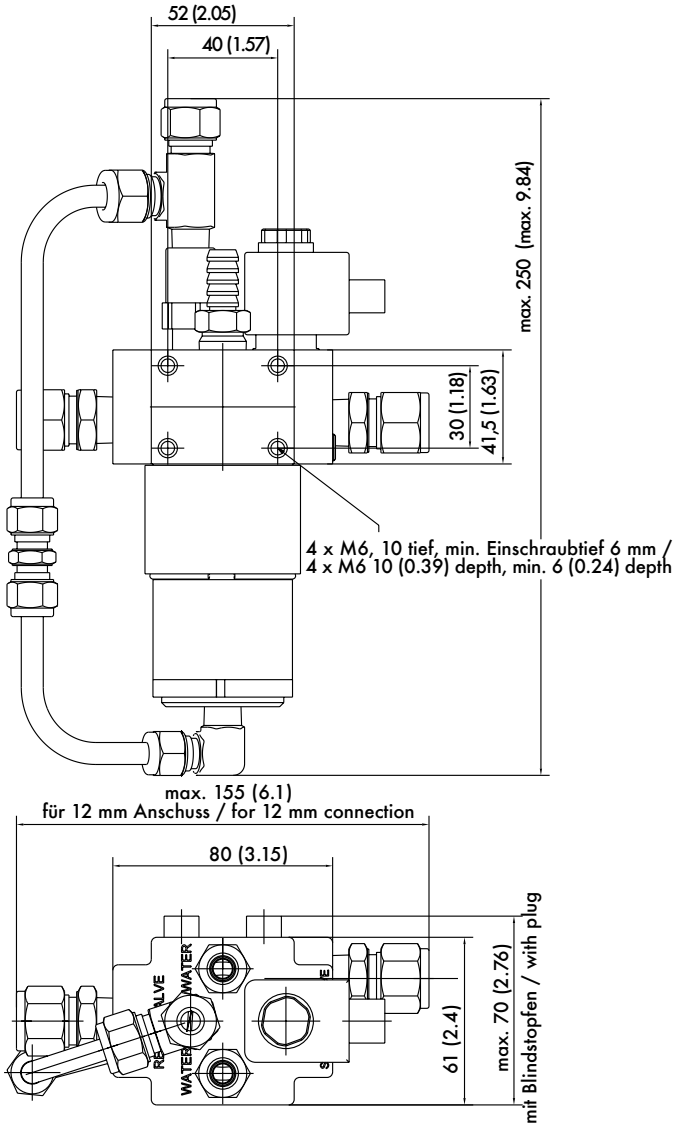 52 (2.05)
40 (1.57)
max. 250 (max. 9.84)
30 (1.18)
41,5 (1.63)
4 x M6, 10 tief, min. Einschraubtief 6 mm /
4 x M6 10 (0.39) depth, min. 6 (0.24) depth
max. 155 (6.1)
für 12 mm Anschuss / for 12 mm connection
80 (3.15)
WATER
WATER
61 (2.4)
max. 70 (2.76)
mit Blindstopfen / with plug